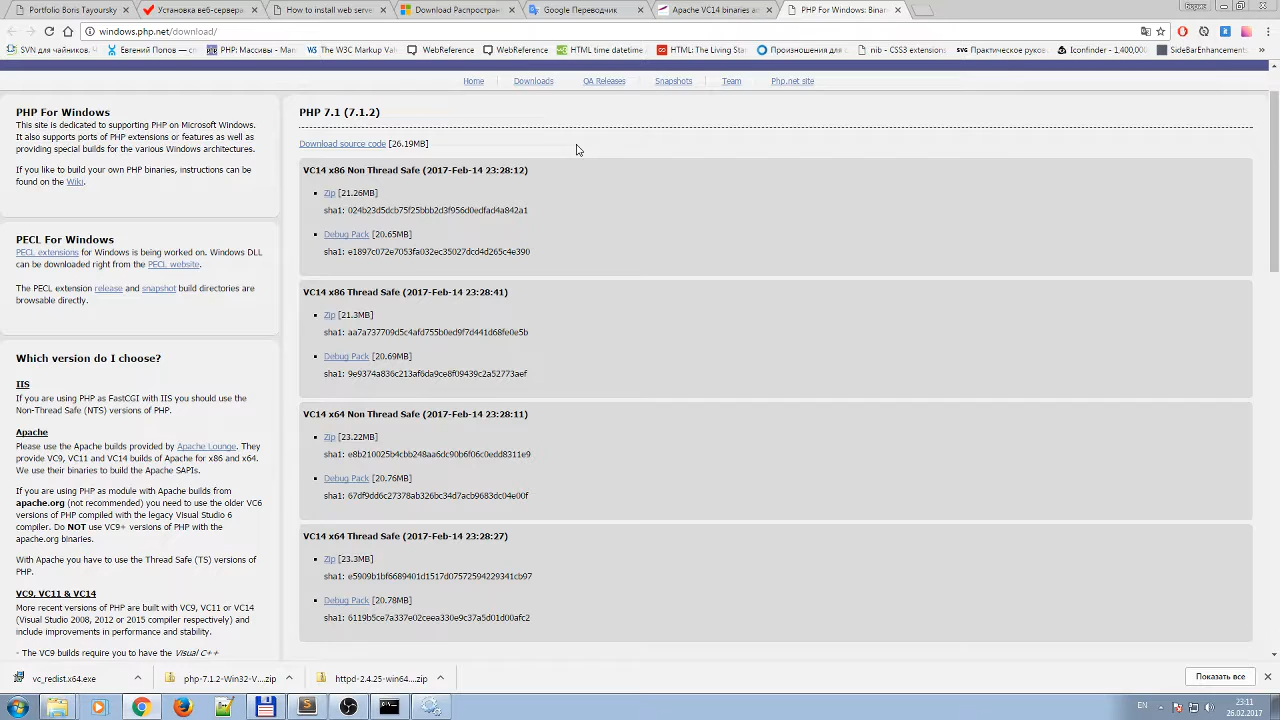 Portfolio Boris Tayoursky
Установка веб-сервера
How to install web serve
Download Распростран
Google Переводчик
Apache VC14 binaries a
PHP For Windows: Binar
windows.php.net/download/
SVN для чайников.
Евгений Попов —
PHP: Массивы - Man
The W3C Markup Val
WebReference
WebReference
HTML time datetime
HTML: The Living Sta
Произношения для
nib - CSS3 extensions
Практическое руков
Iconfinder - 1,400,000
SideBarEnhancements
Home
Downloads
QA Releases
Snapshots
Team
Php.net site
PHP For Windows
This site is dedicated to supporting PHP on Microsoft Windows.
It also supports ports of PHP extensions or features as well as
providing special builds for the various Windows architectures.
If you like to build your own PHP binaries, instructions can be
found on the Wiki.
PECL For Windows
PECL extensions for Windows is being worked on. Windows DLL
can be downloaded right from the PECL website.
The PECL extension release and snapshot build directories are
browsable directly.
Which version do I choose?
IIS
If you are using PHP as FastCGI with IIS you should use the
Non-Thread Safe (NTS) versions of PHP.
Apache
Please use the Apache builds provided by Apache Lounge. They
provide VC9, VC11 and VC14 builds of Apache for x86 and x64.
We use their binaries to build the Apache SAPIs.
If you are using PHP as module with Apache builds from
apache.org (not recommended) you need to use the older VC6
versions of PHP compiled with the legacy Visual Studio 6
compiler. Do NOT use VC9+ versions of PHP with the
apache.org binaries.
With Apache you have to use the Thread Safe (TS) versions of
PHP.
VC9, VC11 & VC14
More recent versions of PHP are built with VC9, VC11 or VC14
(Visual Studio 2008, 2012 or 2015 compiler respectively) and
include improvements in performance and stability.
- The VC9 builds require you to have the Visual C++
PHP 7.1 (7.1.2)
Download source code [26.19MB]
VC14 x86 Non Thread Safe (2017-Feb-14 23:28:12)
Zip [21.26MB]
sha1: 024b23d5dcb75f25bbb2d3f956d0edfad4a842a1
Debug Pack [20.65MB]
sha1: e1897c072e7053fa032ec35027dcd4d265c4e390
VC14 x86 Thread Safe (2017-Feb-14 23:28:41)
Zip [21.3MB]
sha1: aa7a737709d5c4afd755b0ed9f7d441d68fe0e5b
Debug Pack [20.69MB]
sha1: 9e9374a836c213af6da9ce8f09439c2a52773aef
VC14 x64 Non Thread Safe (2017-Feb-14 23:28:11)
Zip [23.22MB]
sha1: e8b210025b4cbb248aa6dc90b6f06c0edd8311e9
Debug Pack [20.76MB]
sha1: 67df9dd6c27378ab326bc34d7acb9683dc04e00f
VC14 x64 Thread Safe (2017-Feb-14 23:28:27)
Zip [23.3MB]
sha1: e5909b1bf6689401d1517d07572594229341cb97
Debug Pack [20.78MB]
sha1: 6119b5ce7a337e02ceea330e9c37a5d01d00afc2
vc_redist.x64.exe
php-7.1.2-Win32-V....zip
httpd-2.4.25-win64....zip
Показать все
EN
23:11
26.02.2017